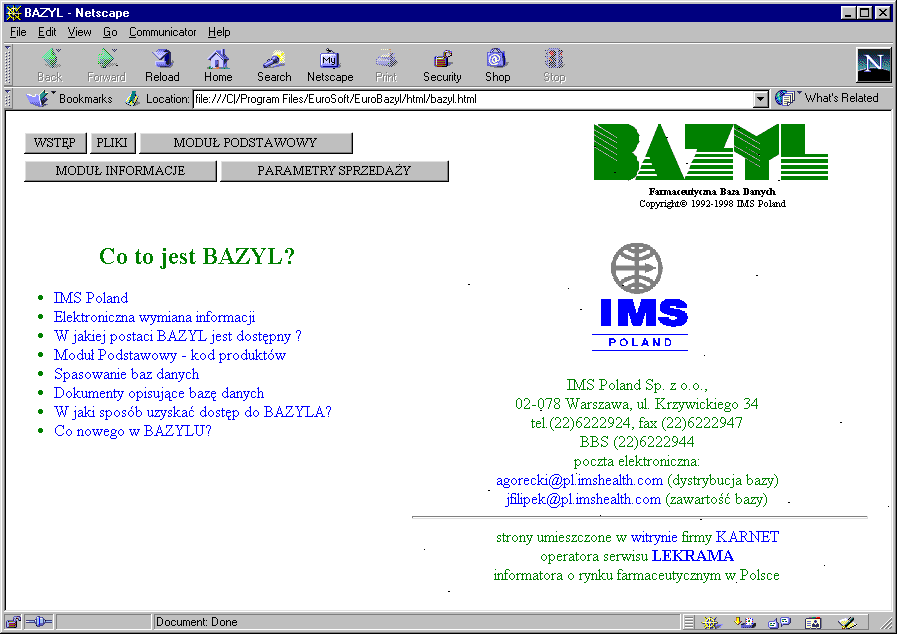 BAZYL - Netscape
File Edit View Go Communicator Help
Back Forward Reload Home Search Netscape Print Security Shop Stop
My
Bookmarks Location: file:///C|/Program Files/EuroSoft/EuroBazyl/html/bazyl.html What's Related
N
WSTĘP PLIKI MODUŁ PODSTAWOWY
MODUŁ INFORMACJE PARAMETRY SPRZEDAŻY
BAZYL
Farmaceutyczna Baza Danych
Copyright© 1992-1998 IMS Poland
Co to jest BAZYL?
IMS Poland
Elektroniczna wymiana informacji
W jakiej postaci BAZYL jest dostępny ?
Moduł Podstawowy - kod produktów
Spasowanie baz danych
Dokumenty opisujące bazę danych
W jaki sposób uzyskać dostęp do BAZYLA?
Co nowego w BAZYLU?
IMS
POLAND
IMS Poland Sp. z o.o.,
02-078 Warszawa, ul. Krzywickiego 34
tel.(22)6222924, fax (22)6222947
BBS (22)6222944
poczta elektroniczna:
agorecki@pl.imshealth.com (dystrybucja bazy)
jfilipek@pl.imshealth.com (zawartość bazy)
strony umieszczone w witrynie firmy KARNET
operatora serwisu LEKRAMA
informatora o rynku farmaceutycznym w Polsce
Document: Done